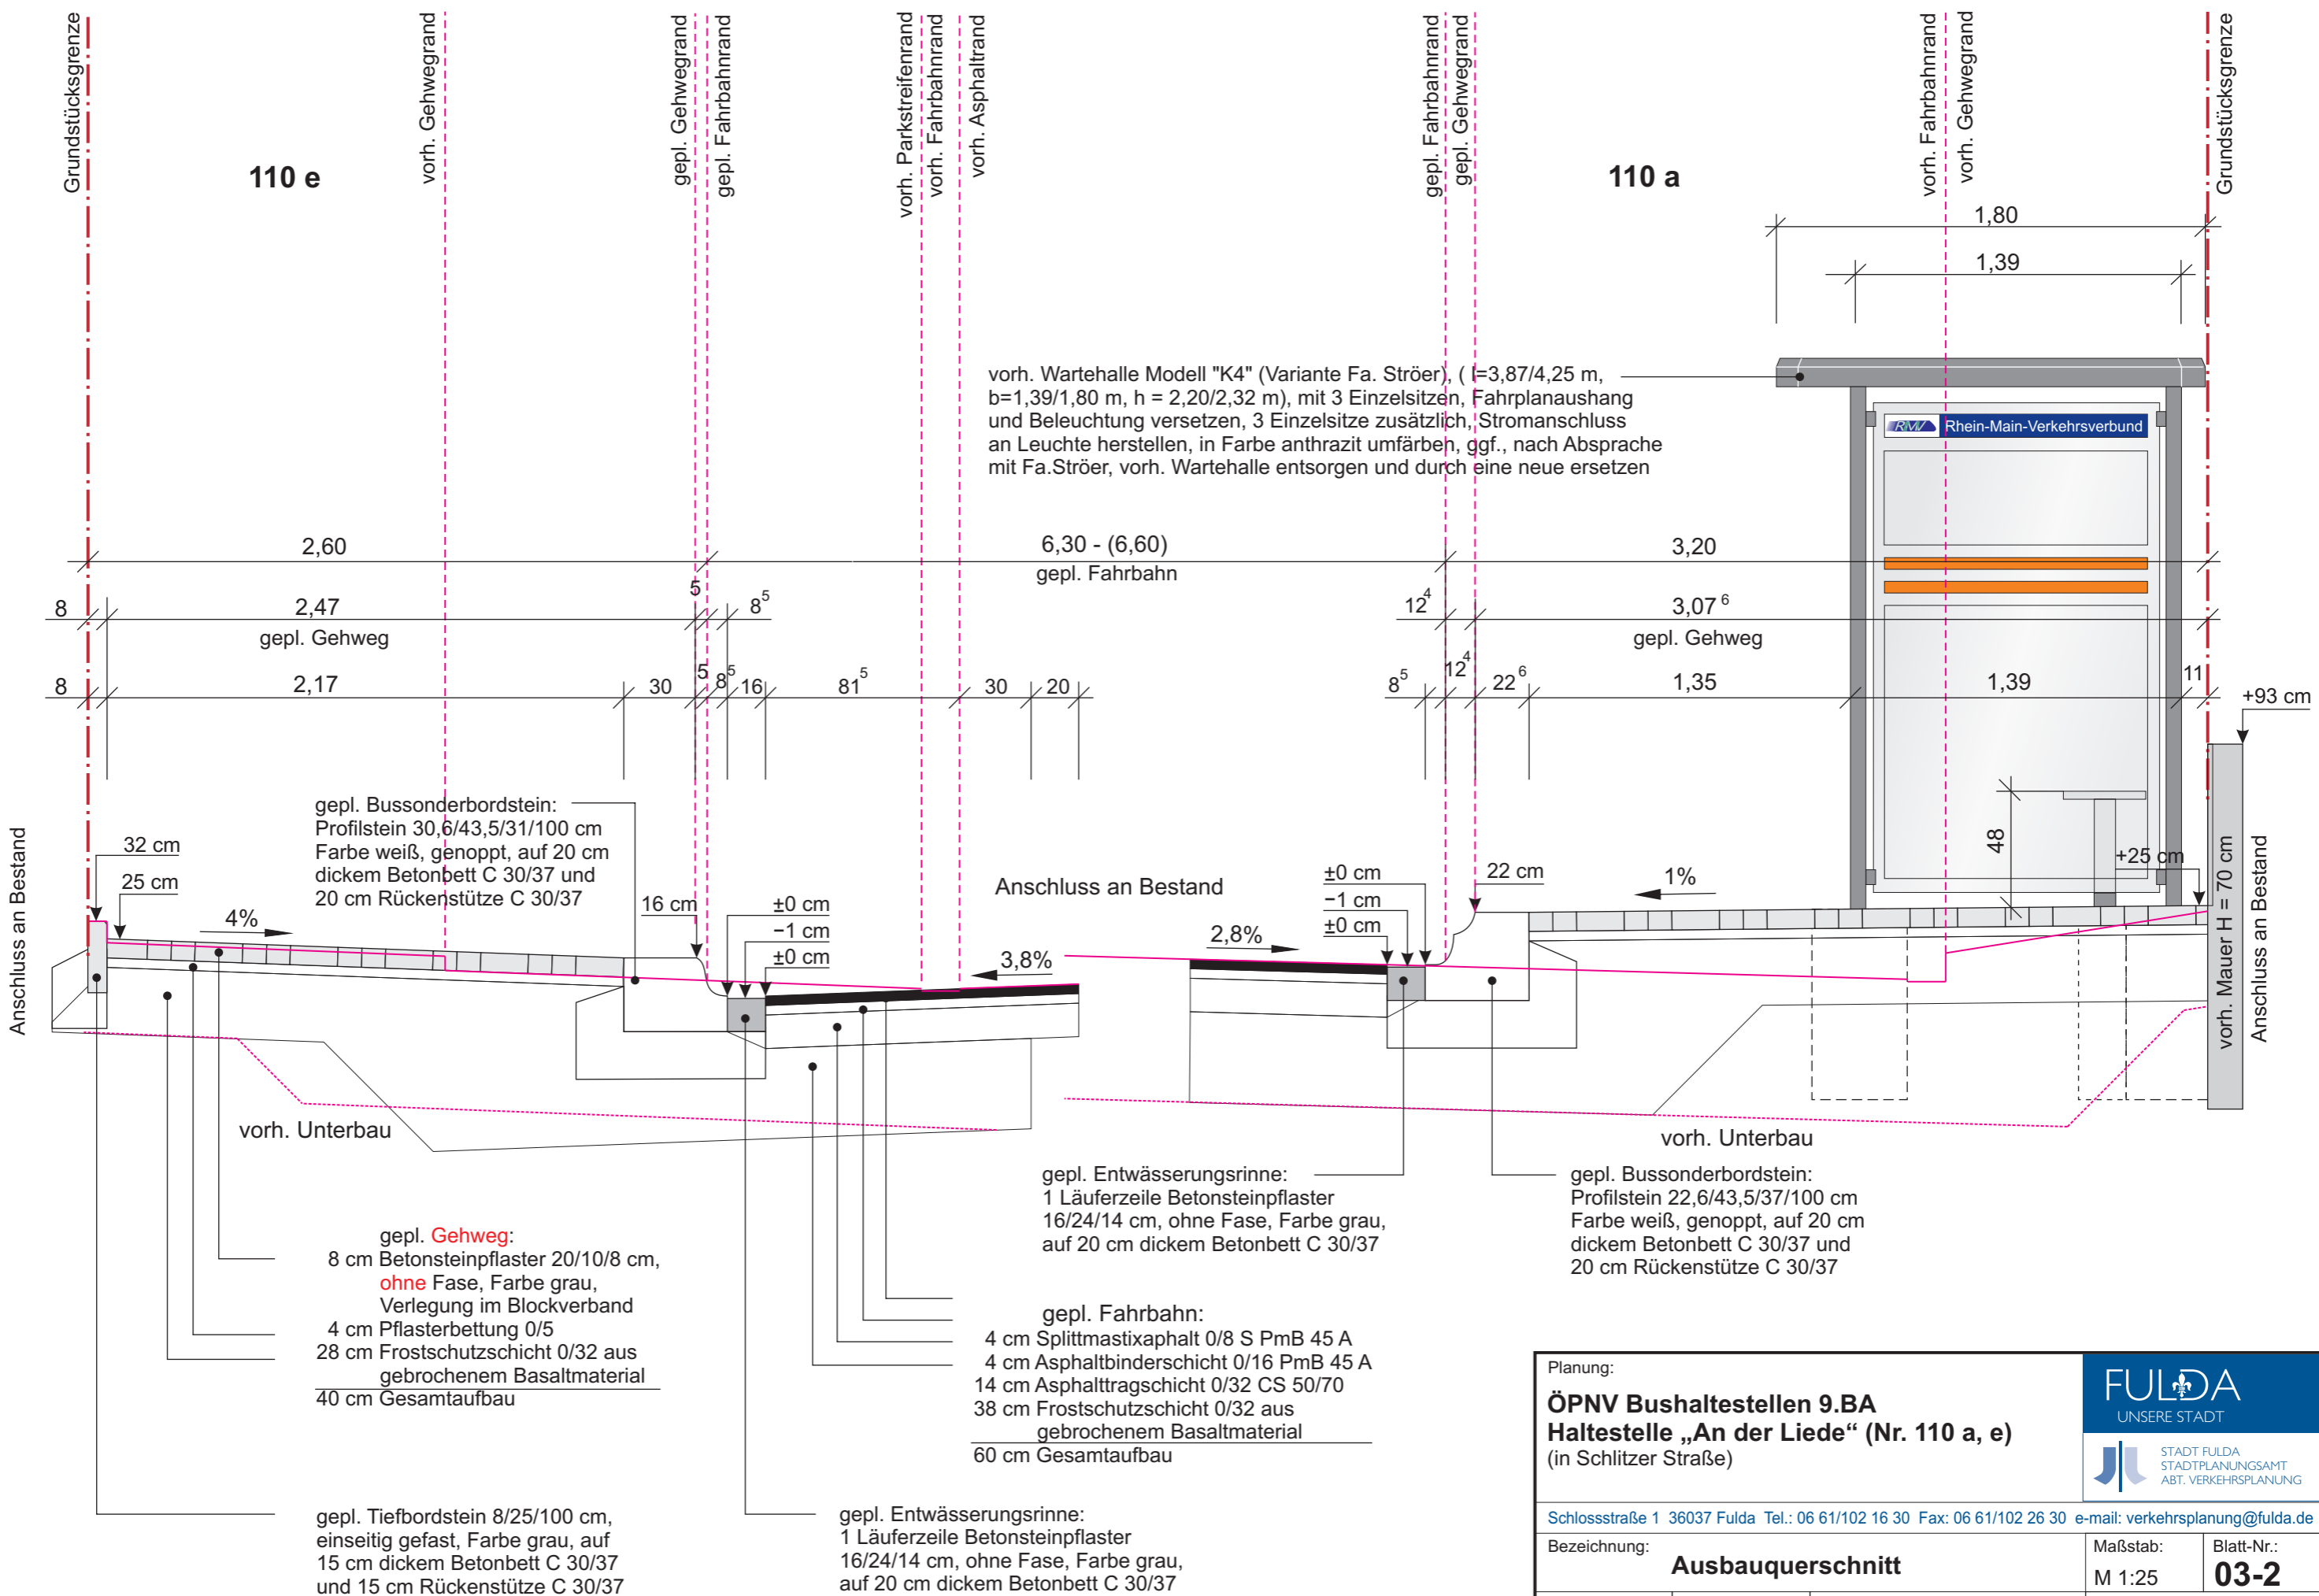 Grundstücksgrenze
vorh. Gehwegrand
gepl. Gehwegrand
gepl. Fahrbahnrand
vorh. Parkstreifenrand
vorh. Fahrbahnrand
vorh. Asphaltrand
gepl. Fahrbahnrand
gepl. Gehwegrand
vorh. Fahrbahnrand
vorh. Gehwegrand
Grundstücksgrenze
110 e
110 a
1,80
1,39
vorh. Wartehalle Modell "K4" (Variante Fa. Ströer), ( l=3,87/4,25 m,
b=1,39/1,80 m, h = 2,20/2,32 m), mit 3 Einzelsitzen, Fahrplanaushang
und Beleuchtung versetzen, 3 Einzelsitze zusätzlich, Stromanschluss
an Leuchte herstellen, in Farbe anthrazit umfärben, ggf., nach Absprache
mit Fa.Ströer, vorh. Wartehalle entsorgen und durch eine neue ersetzen
RMV Rhein-Main-Verkehrsverbund
2,60
6,30 - (6,60)
gepl. Fahrbahn
3,20
8
2,47
gepl. Gehweg
5
8⁵
12⁴
3,07⁶
gepl. Gehweg
8
2,17
30
5
8⁵
16
81⁵
30
20
8⁵
12⁴
22⁶
1,35
1,39
11
+93 cm
gepl. Bussonderbordstein:
Profilstein 30,6/43,5/31/100 cm
Farbe weiß, genoppt, auf 20 cm
dickem Betonbett C 30/37 und
20 cm Rückenstütze C 30/37
Anschluss an Bestand
32 cm
25 cm
4%
16 cm
±0 cm
−1 cm
±0 cm
3,8%
Anschluss an Bestand
2,8%
±0 cm
−1 cm
±0 cm
22 cm
1%
48
+25 cm
vorh. Mauer H = 70 cm
Anschluss an Bestand
vorh. Unterbau
vorh. Unterbau
gepl. Entwässerungsrinne:
1 Läuferzeile Betonsteinpflaster
16/24/14 cm, ohne Fase, Farbe grau,
auf 20 cm dickem Betonbett C 30/37
gepl. Bussonderbordstein:
Profilstein 22,6/43,5/37/100 cm
Farbe weiß, genoppt, auf 20 cm
dickem Betonbett C 30/37 und
20 cm Rückenstütze C 30/37
gepl. Gehweg:
8 cm Betonsteinpflaster 20/10/8 cm,
ohne Fase, Farbe grau,
Verlegung im Blockverband
4 cm Pflasterbettung 0/5
28 cm Frostschutzschicht 0/32 aus
gebrochenem Basaltmaterial
40 cm Gesamtaufbau
gepl. Fahrbahn:
4 cm Splittmastixaphalt 0/8 S PmB 45 A
4 cm Asphaltbinderschicht 0/16 PmB 45 A
14 cm Asphalttragschicht 0/32 CS 50/70
38 cm Frostschutzschicht 0/32 aus
gebrochenem Basaltmaterial
60 cm Gesamtaufbau
gepl. Tiefbordstein 8/25/100 cm,
einseitig gefast, Farbe grau, auf
15 cm dickem Betonbett C 30/37
und 15 cm Rückenstütze C 30/37
gepl. Entwässerungsrinne:
1 Läuferzeile Betonsteinpflaster
16/24/14 cm, ohne Fase, Farbe grau,
auf 20 cm dickem Betonbett C 30/37
Planung:
ÖPNV Bushaltestellen 9.BA
Haltestelle „An der Liede“ (Nr. 110 a, e)
(in Schlitzer Straße)
FULDA
UNSERE STADT
STADT FULDA
STADTPLANUNGSAMT
ABT. VERKEHRSPLANUNG
Schlossstraße 1 36037 Fulda Tel.: 06 61/102 16 30 Fax: 06 61/102 26 30 e-mail: verkehrsplanung@fulda.de
Bezeichnung:
Ausbauquerschnitt
Maßstab:
M 1:25
Blatt-Nr.:
03-2